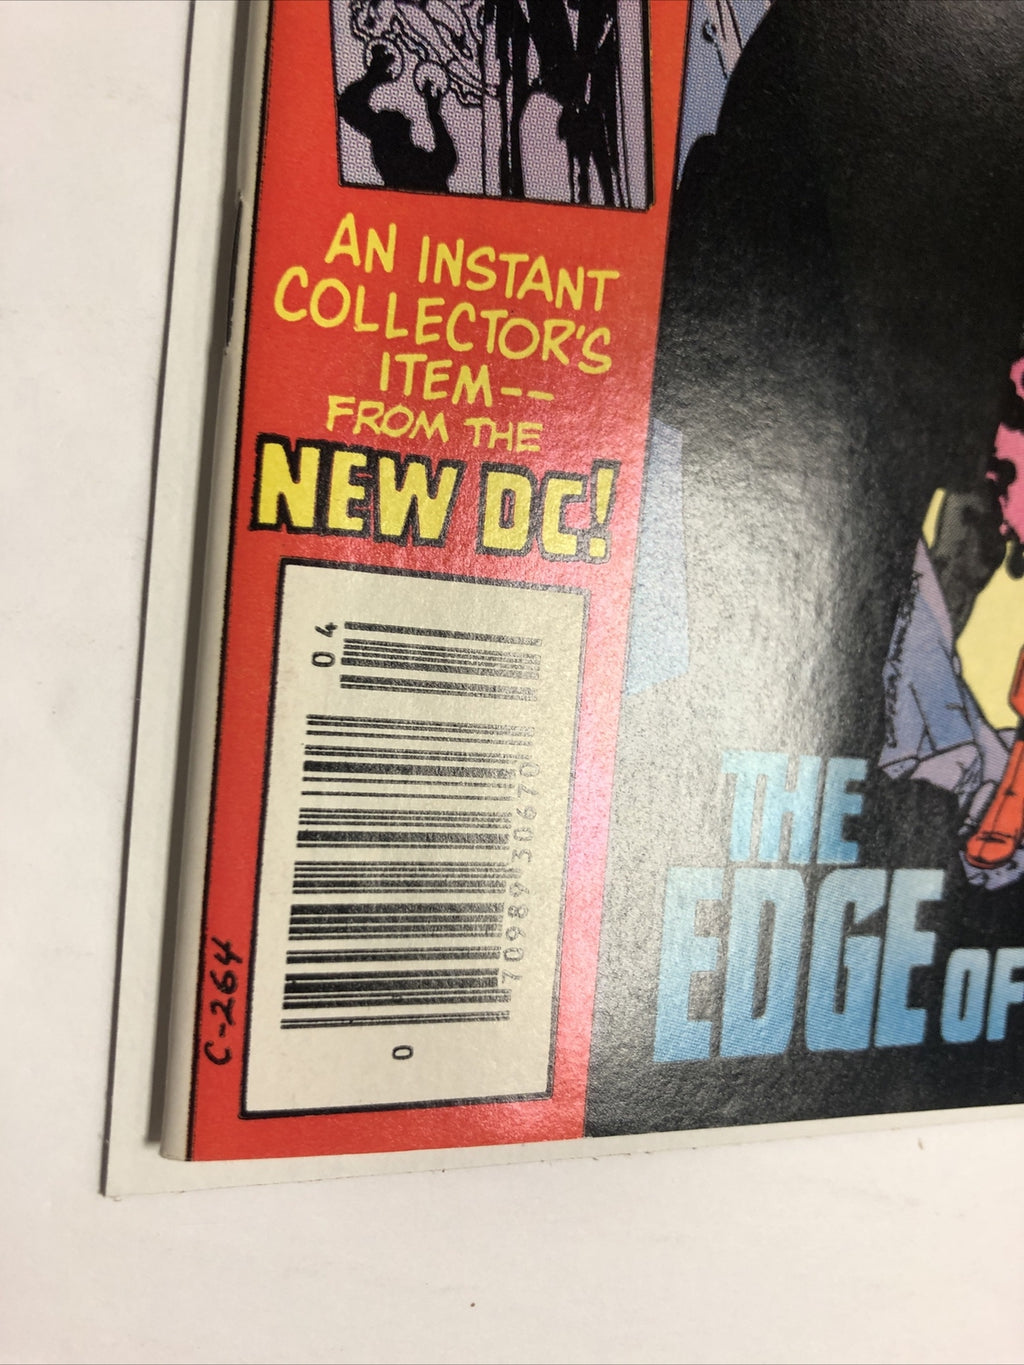 AN INSTANT
COLLECTOR'S
ITEM--
FROM THE
NEW DC!
04
70989 30670
0
C-264
THE
EDGE OF